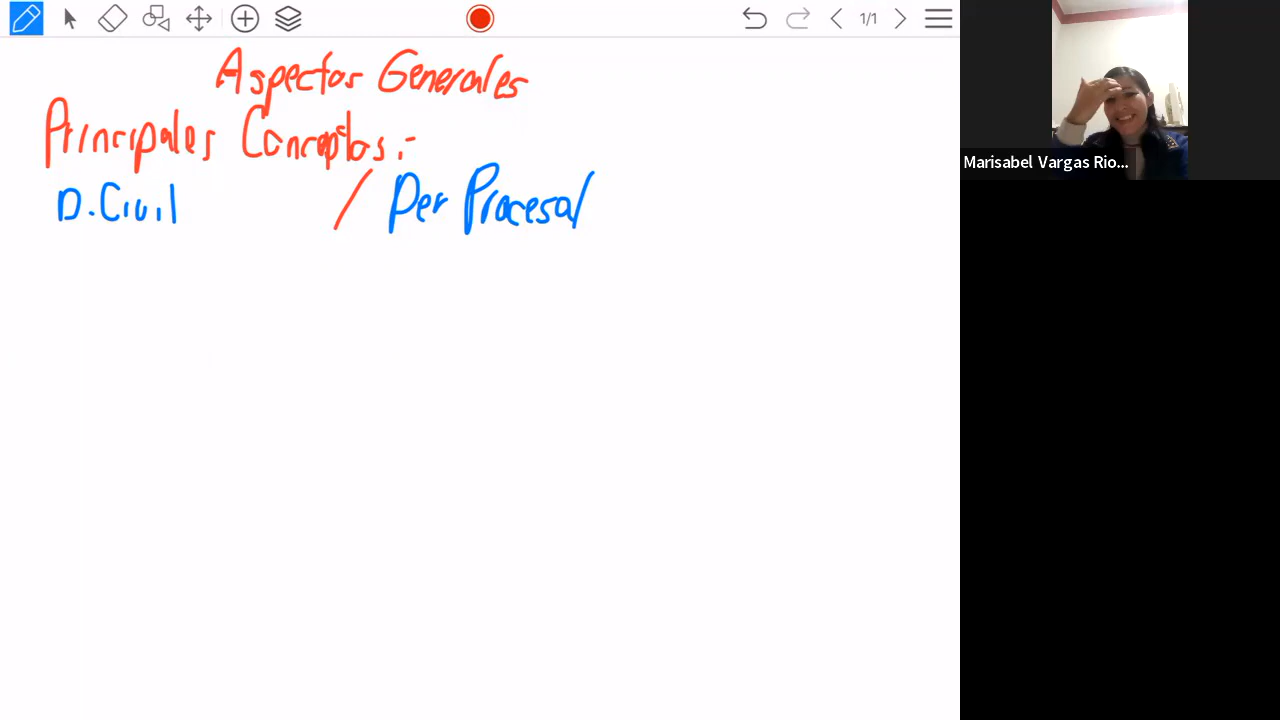 1/1
Aspectos Generales
Principales Conceptos :-
D. Civil / Der Procesal
Marisabel Vargas Rio...